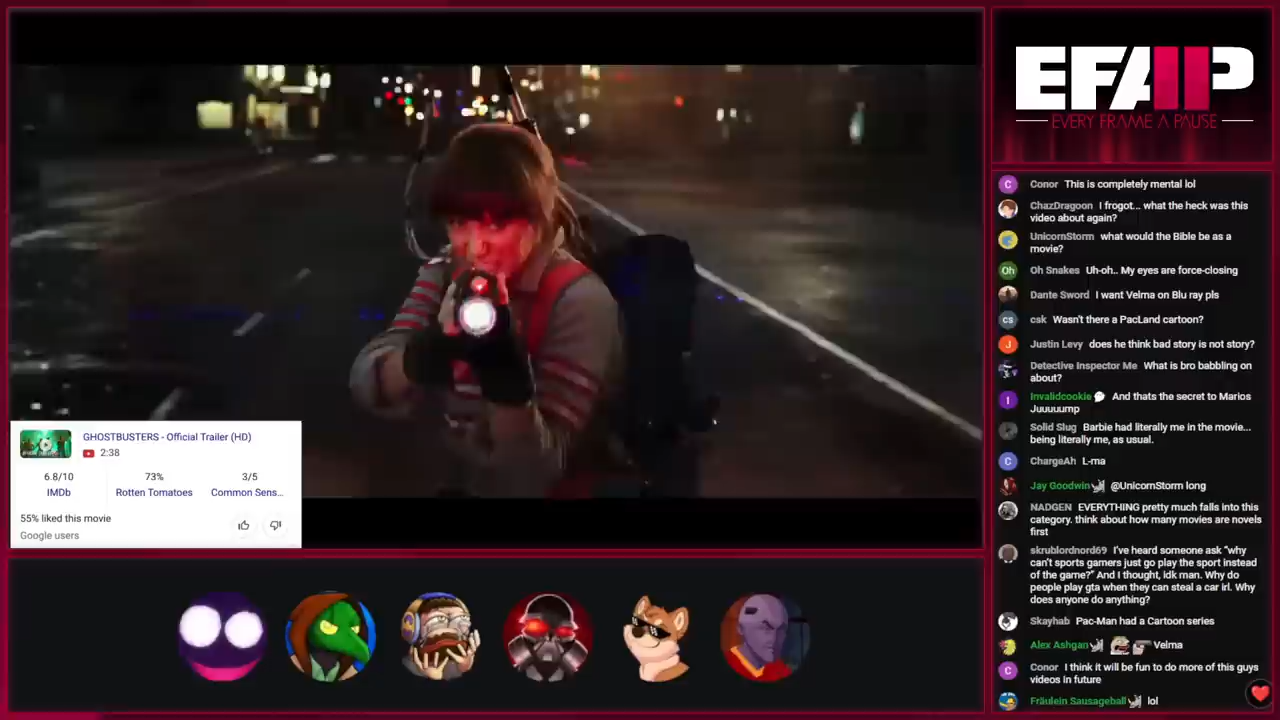 GHOSTBUSTERS - Official Trailer (HD)
2:38
6.8/10
73%
3/5
IMDb
Rotten Tomatoes
Common Sens...
55% liked this movie
Google users
EFAP
EVERY FRAME A PAUSE
Conor This is completely mental lol
ChazDragoon I frogot... what the heck was this
video about again?
UnicornStorm what would the Bible be as a
movie?
Oh Snakes Uh-oh.. My eyes are force-closing
Dante Sword I want Velma on Blu ray pls
csk Wasn't there a PacLand cartoon?
Justin Levy does he think bad story is not story?
Detective Inspector Me What is bro babbling on
about?
Invalidcookie And thats the secret to Marios
Juuuuump
Solid Slug Barbie had literally me in the movie...
being literally me, as usual.
ChargeAh L-ma
Jay Goodwin @UnicornStorm long
NADGEN EVERYTHING pretty much falls into this
category. think about how many movies are novels
first
skrublordnord69 I've heard someone ask "why
can't sports gamers just go play the sport instead
of the game?" And I thought, idk man. Why do
people play gta when they can steal a car irl. Why
does anyone do anything?
Skayhab Pac-Man had a Cartoon series
Alex Ashgan Velma
Conor I think it will be fun to do more of this guys
videos in future
Fräulein Sausageball lol